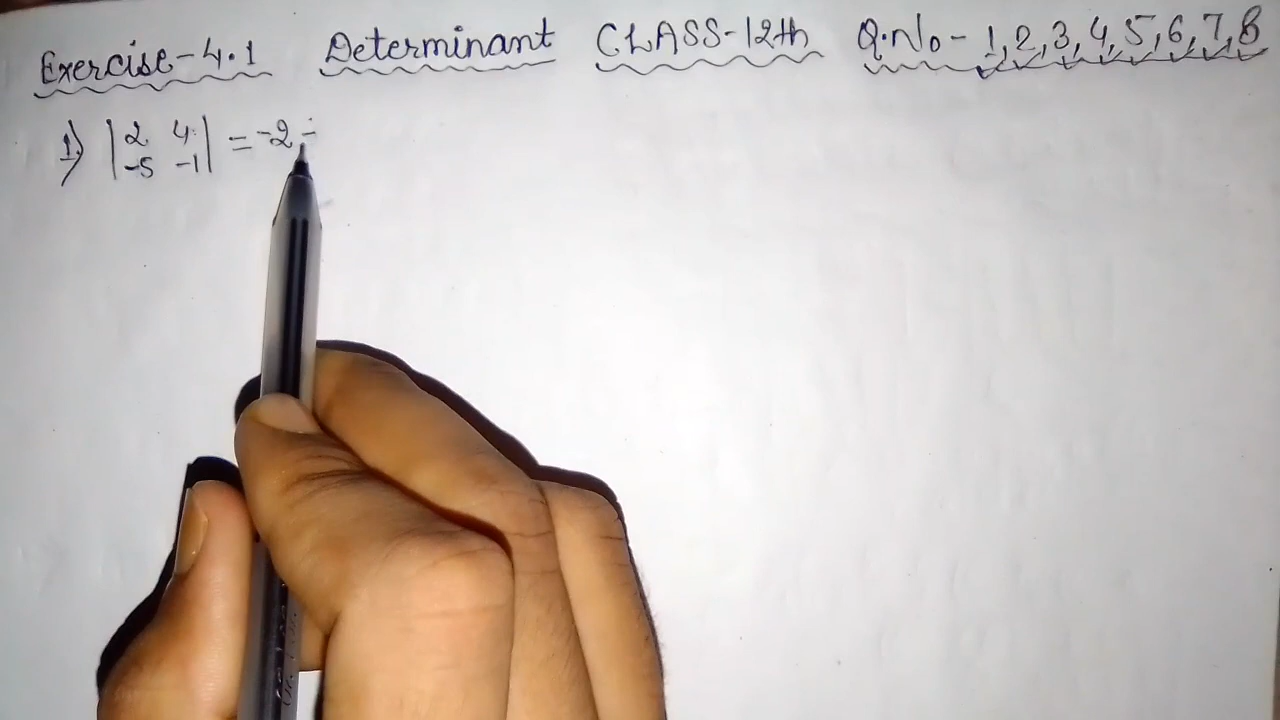 Exercise-4.1 Determinant CLASS-12th Q.No - 1,2,3,4,5,6,7,8
1) | 2 4 | = -2 -
| -5 -1 |